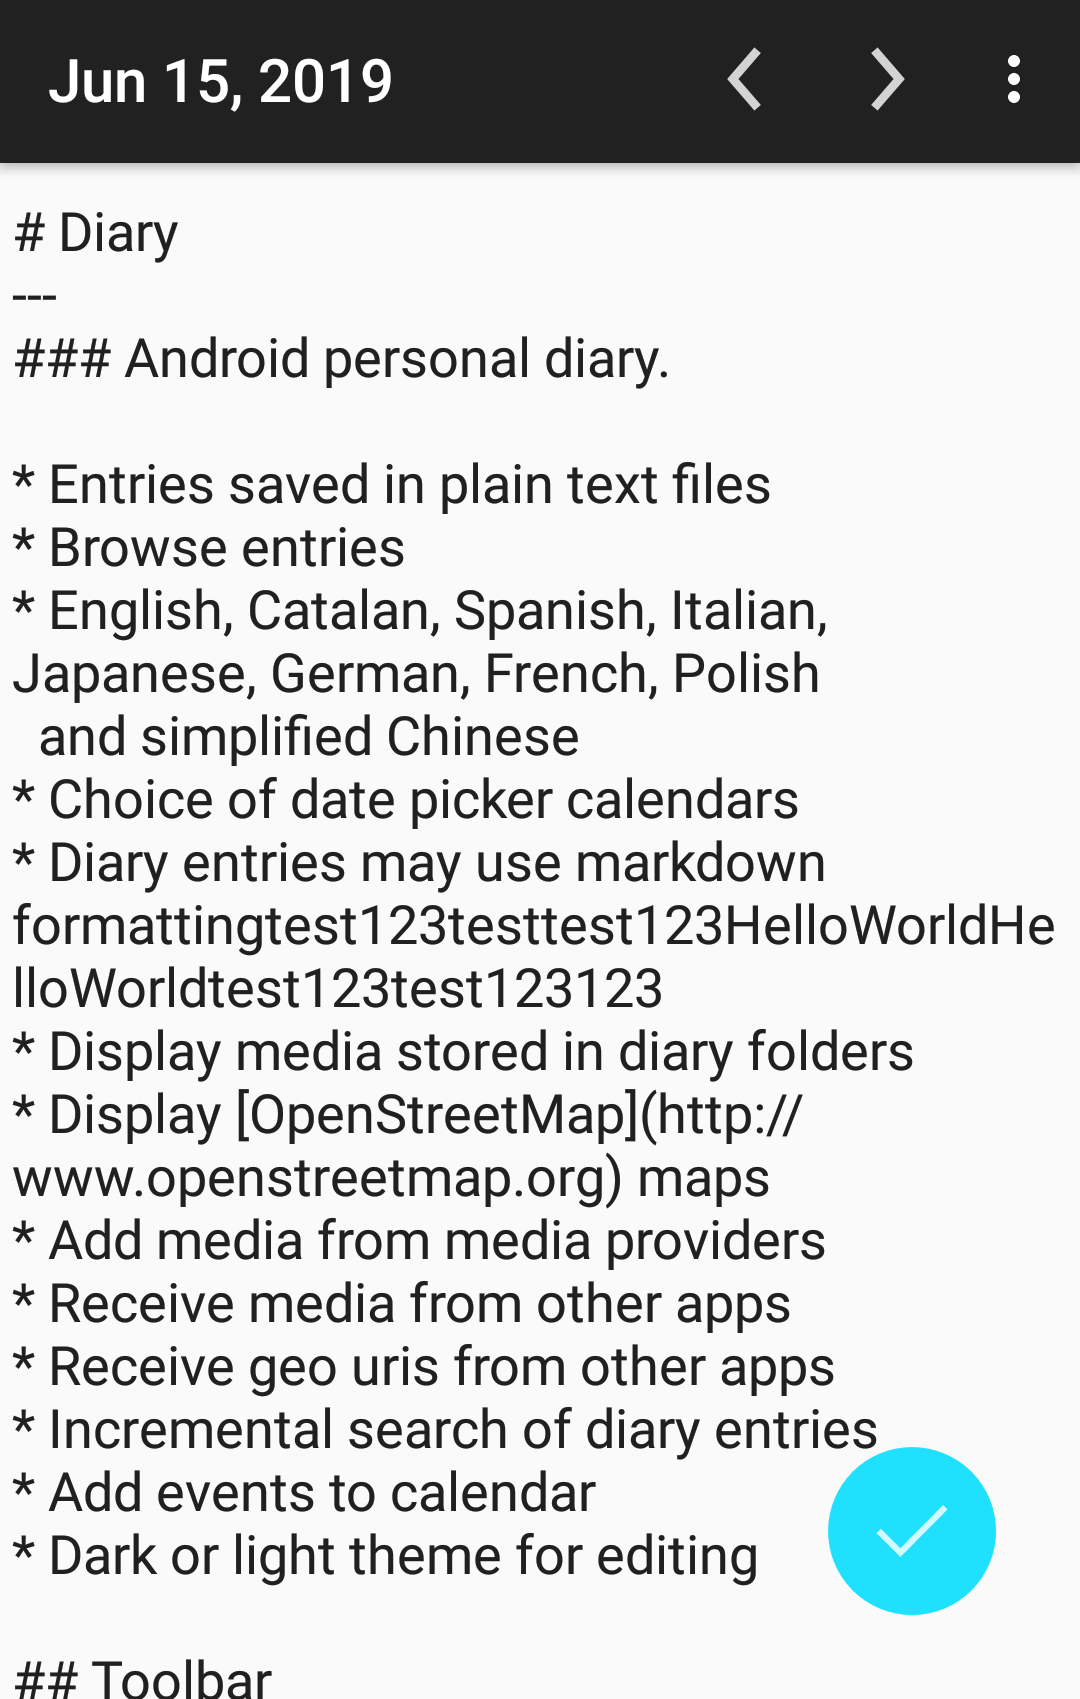 Jun 15, 2019
# Diary
---
### Android personal diary.
* Entries saved in plain text files
* Browse entries
* English, Catalan, Spanish, Italian,
Japanese, German, French, Polish
and simplified Chinese
* Choice of date picker calendars
* Diary entries may use markdown
formattingtest123testtest123HelloWorldHe
lloWorldtest123test123123
* Display media stored in diary folders
* Display [OpenStreetMap](http://
www.openstreetmap.org) maps
* Add media from media providers
* Receive media from other apps
* Receive geo uris from other apps
* Incremental search of diary entries
* Add events to calendar
* Dark or light theme for editing
## Toolbar